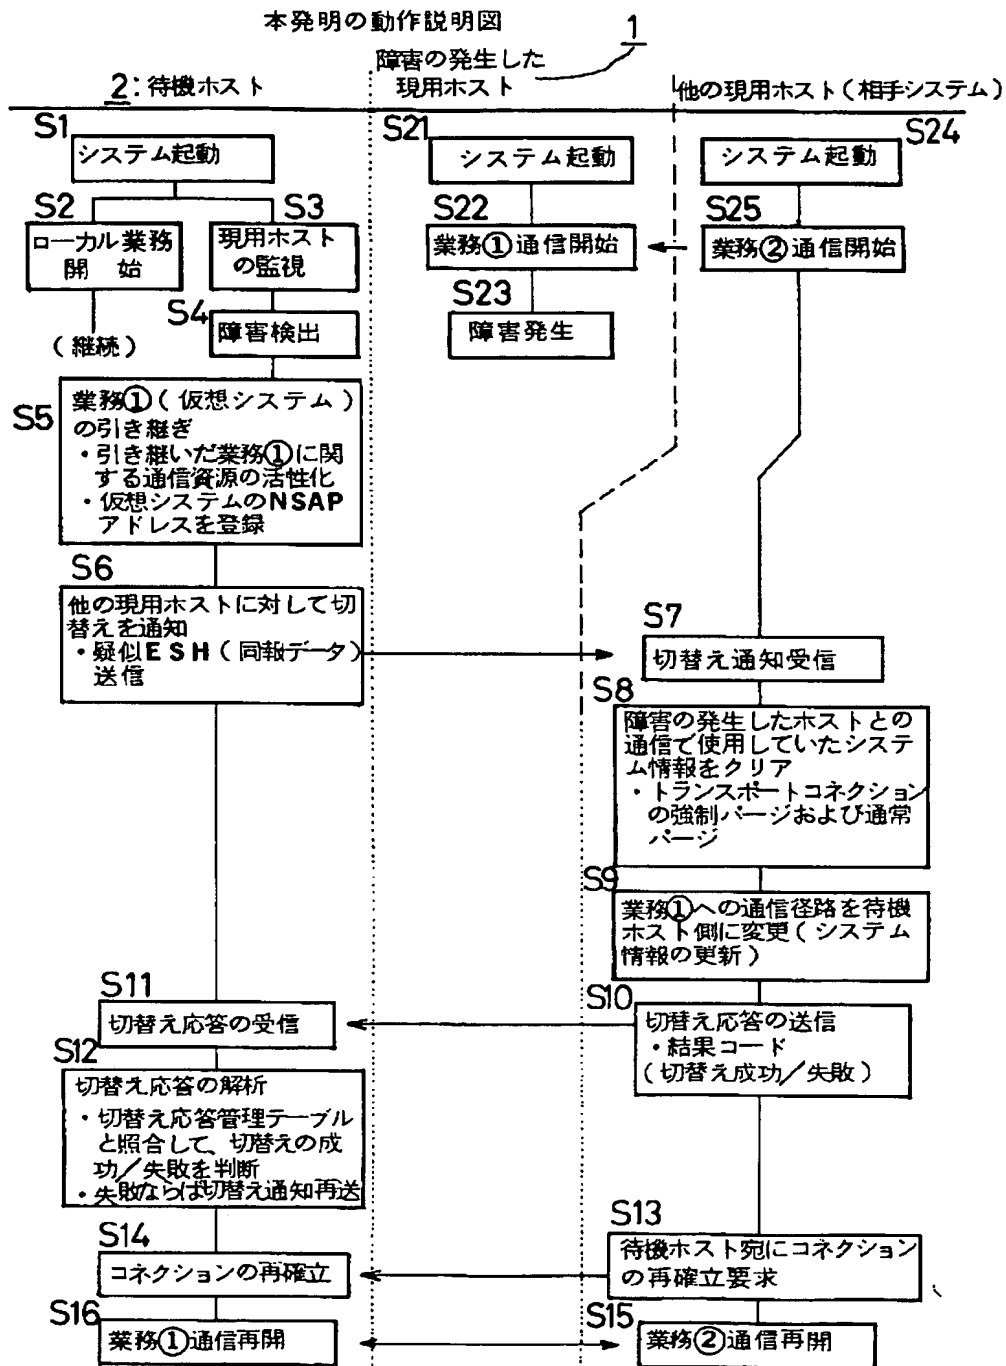 本発明の動作説明図
1
障害の発生した
現用ホスト
2:待機ホスト
他の現用ホスト(相手システム)
S1
システム起動
S21
システム起動
S24
システム起動
S2
ローカル業務
開 始
S3
現用ホスト
の監視
S22
業務①通信開始
S25
業務②通信開始
(継続)
S4
障害検出
S23
障害発生
S5
業務①(仮想システム)
の引き継ぎ
・引き継いだ業務①に関
する通信資源の活性化
・仮想システムのNSAP
アドレスを登録
S6
他の現用ホストに対して切
替えを通知
・疑似ESH(同報データ)
送信
S7
切替え通知受信
S8
障害の発生したホストとの
通信で使用していたシステ
ム情報をクリア
・トランスポートコネクション
の強制パージおよび通常
パージ
S9
業務①への通信径路を待機
ホスト側に変更(システム
情報の更新)
S10
切替え応答の送信
・結果コード
(切替え成功/失敗)
S11
切替え応答の受信
S12
切替え応答の解析
・切替え応答管理テーブル
と照合して、切替えの成
功/失敗を判断
・失敗ならば切替え通知再送
S13
待機ホスト宛にコネクション
の再確立要求
S14
コネクションの再確立
S15
業務②通信再開
S16
業務①通信再開